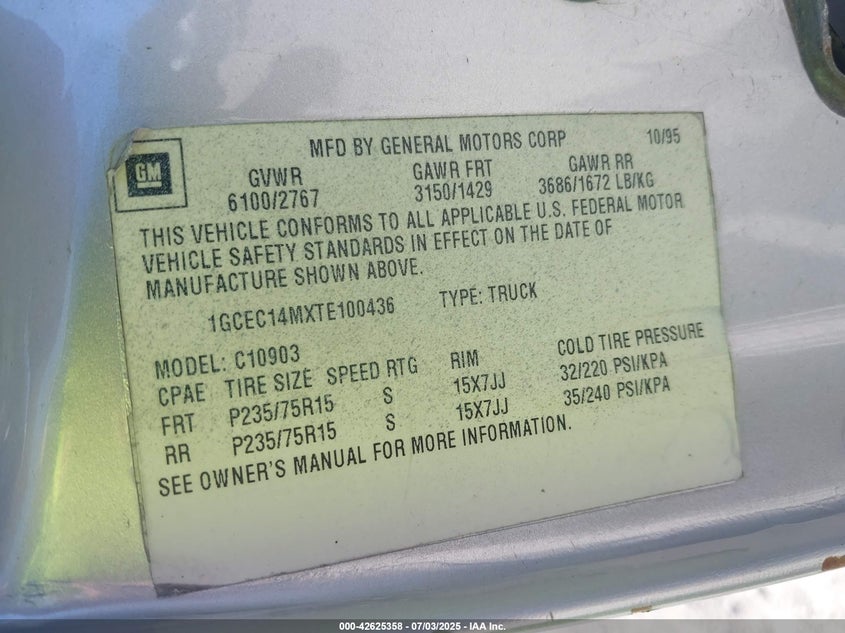 MFD BY GENERAL MOTORS CORP 10/95
GM
GVWR GAWR FRT GAWR RR
6100/2767 3150/1429 3686/1672 LB/KG
THIS VEHICLE CONFORMS TO ALL APPLICABLE U.S. FEDERAL MOTOR
VEHICLE SAFETY STANDARDS IN EFFECT ON THE DATE OF
MANUFACTURE SHOWN ABOVE.
1GCEC14MXTE100436 TYPE: TRUCK
MODEL: C10903
CPAE TIRE SIZE SPEED RTG RIM COLD TIRE PRESSURE
FRT P235/75R15 S 15X7JJ 32/220 PSI/KPA
RR P235/75R15 S 15X7JJ 35/240 PSI/KPA
SEE OWNER'S MANUAL FOR MORE INFORMATION.
000-42625358 - 07/03/2025 - IAA Inc.